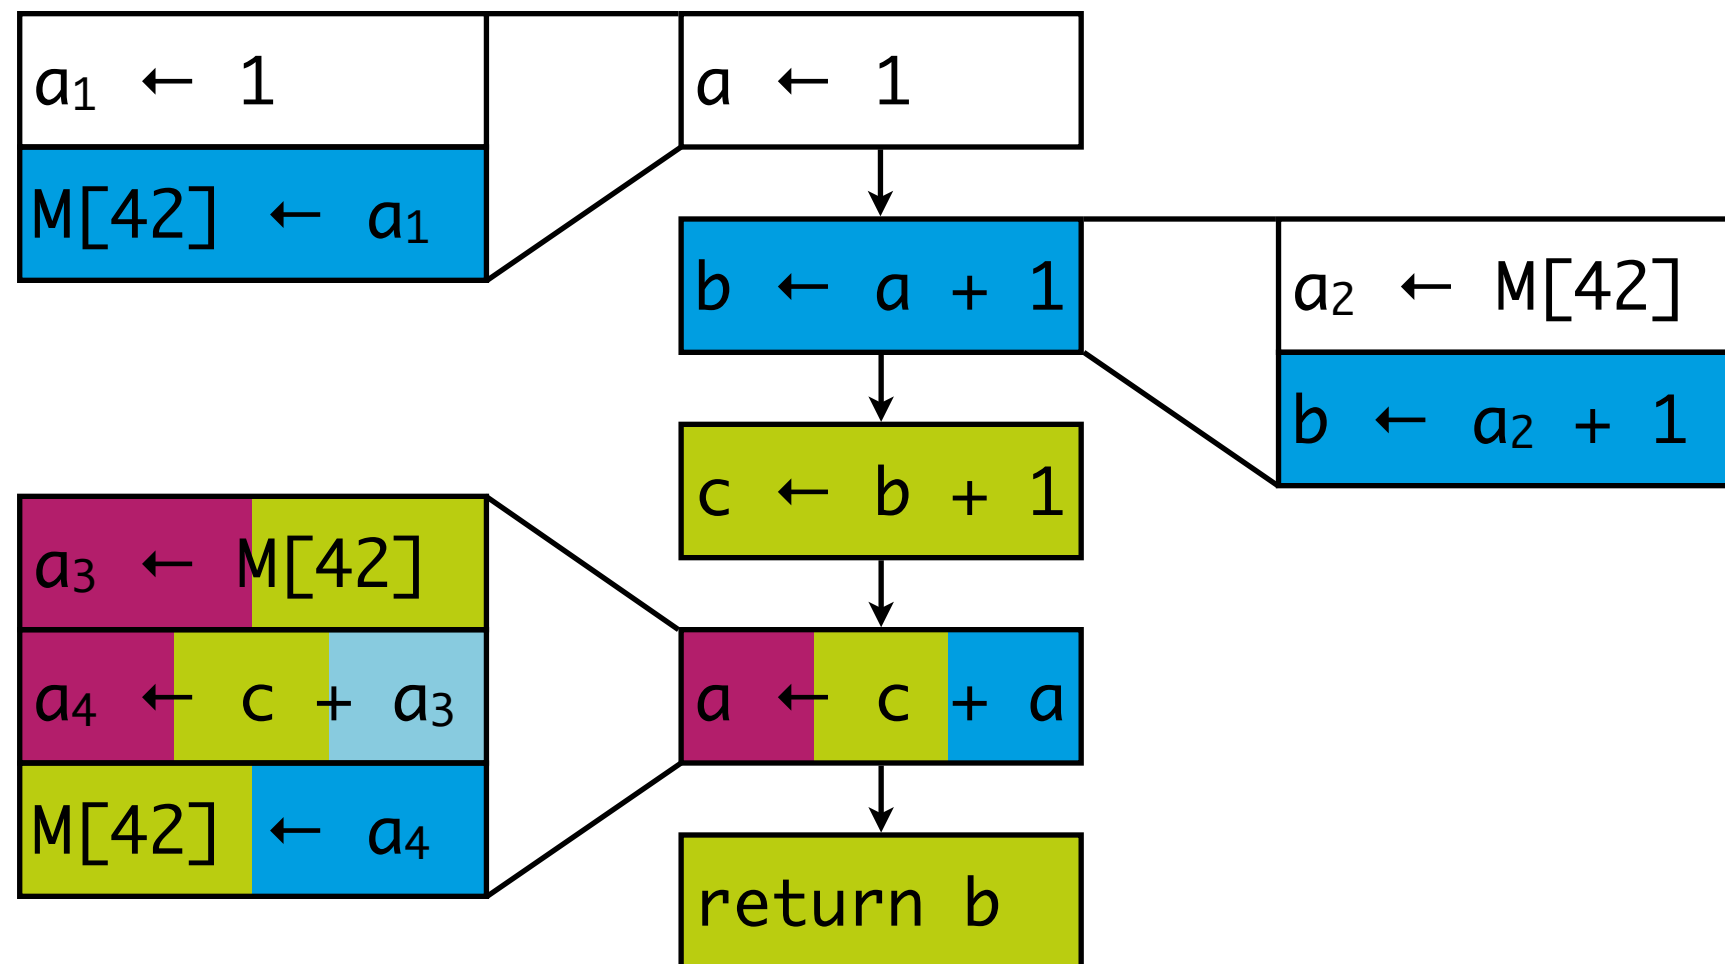 a₁ ← 1
M[42] ← a₁
a ← 1
b ← a + 1
a₂ ← M[42]
b ← a₂ + 1
c ← b + 1
a₃ ← M[42]
a₄ ← c + a₃
M[42] ← a₄
a ← c + a
return b